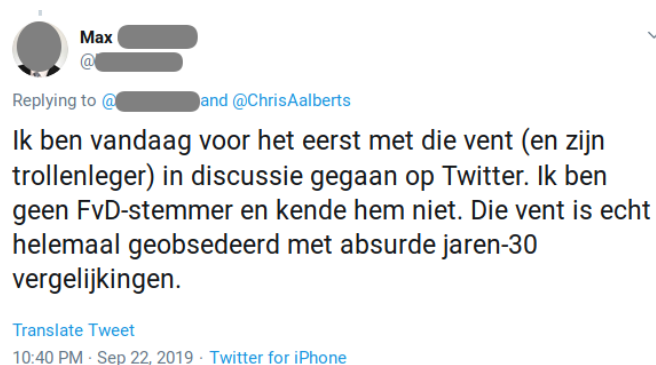 Max
@
Replying to @ and @ChrisAalberts
Ik ben vandaag voor het eerst met die vent (en zijn
trollenleger) in discussie gegaan op Twitter. Ik ben
geen FvD-stemmer en kende hem niet. Die vent is echt
helemaal geobsedeerd met absurde jaren-30
vergelijkingen.
Translate Tweet
10:40 PM · Sep 22, 2019 · Twitter for iPhone